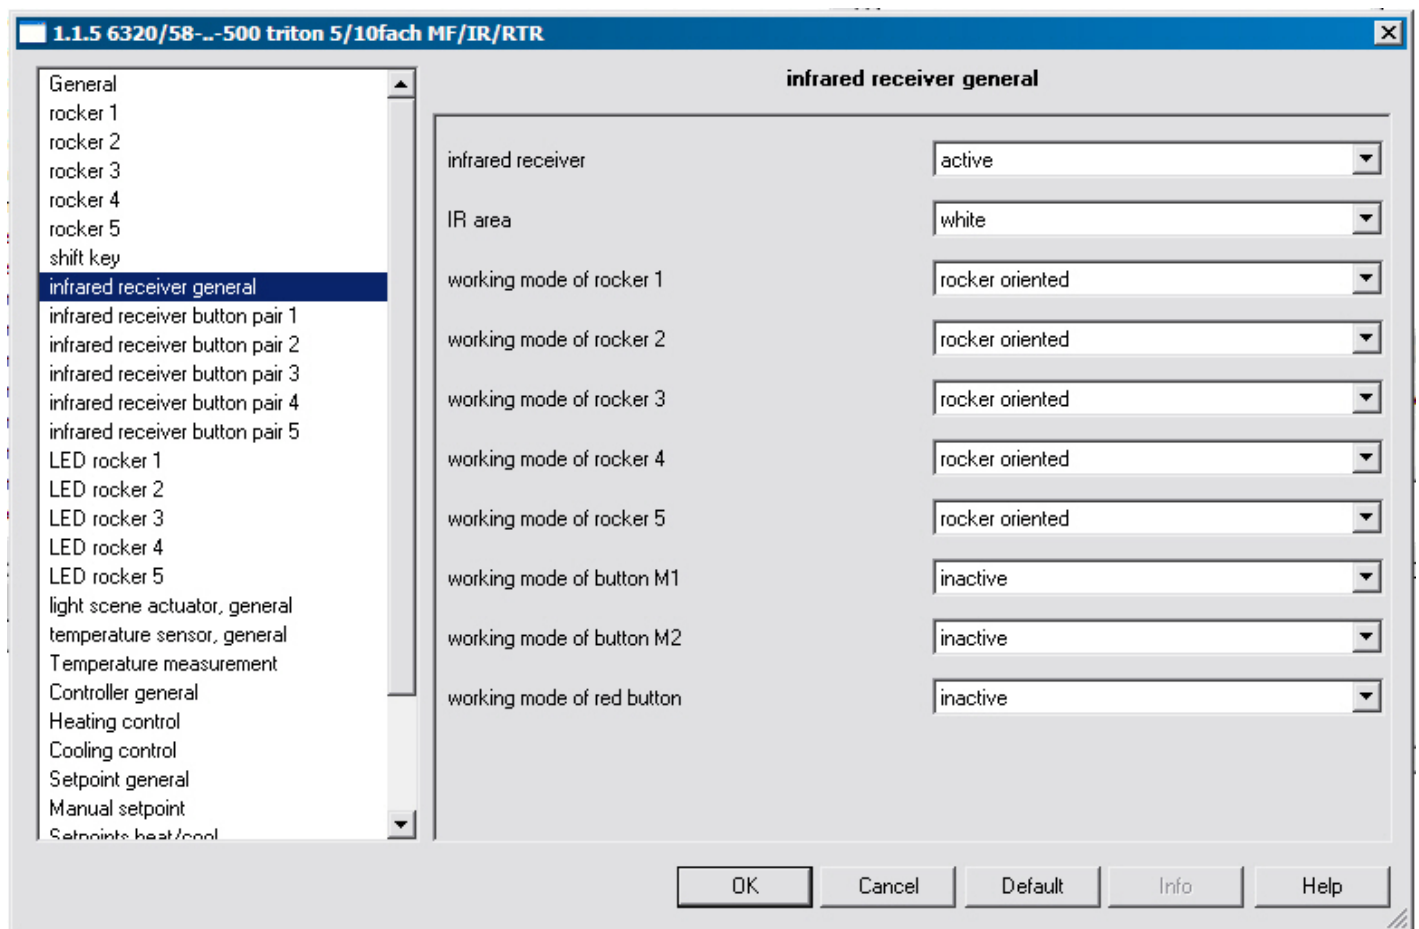 1.1.5 6320/58-..-500 triton 5/10fach MF/IR/RTR
General
rocker 1
rocker 2
rocker 3
rocker 4
rocker 5
shift key
infrared receiver general
infrared receiver button pair 1
infrared receiver button pair 2
infrared receiver button pair 3
infrared receiver button pair 4
infrared receiver button pair 5
LED rocker 1
LED rocker 2
LED rocker 3
LED rocker 4
LED rocker 5
light scene actuator, general
temperature sensor, general
Temperature measurement
Controller general
Heating control
Cooling control
Setpoint general
Manual setpoint
Setpoints heat/cool
infrared receiver general
infrared receiver active
IR area white
working mode of rocker 1 rocker oriented
working mode of rocker 2 rocker oriented
working mode of rocker 3 rocker oriented
working mode of rocker 4 rocker oriented
working mode of rocker 5 rocker oriented
working mode of button M1 inactive
working mode of button M2 inactive
working mode of red button inactive
OK Cancel Default Info Help